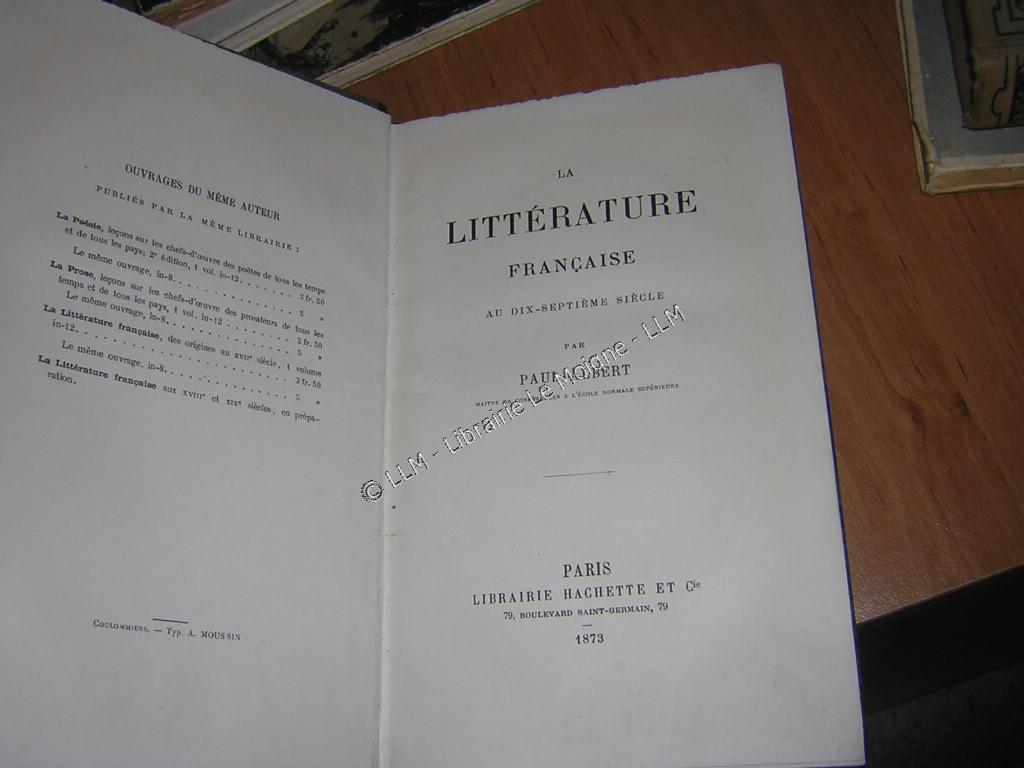 OUVRAGES DU MÊME AUTEUR
PUBLIÉS PAR LA MÊME LIBRAIRIE :
La Poésie, leçons sur les chefs-d'œuvre des poètes de tous les temps
et de tous les pays; 2e édition, 1 vol. in-12. . . . . . . 3 fr. 50
Le même ouvrage, in-8. . . . . . . . . . . . . . . 5 »
La Prose, leçons sur les chefs-d'œuvre des prosateurs de tous les
temps et de tous les pays, 1 vol. in-12 . . . . . . . . . 3 fr. 50
Le même ouvrage, in-8. . . . . . . . . . . . . . . 5 »
La Littérature française, des origines au XVIIe siècle, 1 volume
in-12. . . . . . . . . . . . . . . . . . . . . . . 3 fr. 50
Le même ouvrage, in-8. . . . . . . . . . . . . . . 5 »
La Littérature française aux XVIIIe et XIXe siècles, en prépa-
ration.
COULOMMIERS. — Typ. A. MOUSSIN
LA
LITTÉRATURE
FRANÇAISE
AU DIX-SEPTIÈME SIÈCLE
PAR
PAUL ALBERT
MAITRE DE CONFÉRENCES A L'ÉCOLE NORMALE SUPÉRIEURE
PARIS
LIBRAIRIE HACHETTE ET Cie
79, BOULEVARD SAINT-GERMAIN, 79
1873
© LLM - Librairie Le Moigne - LLM